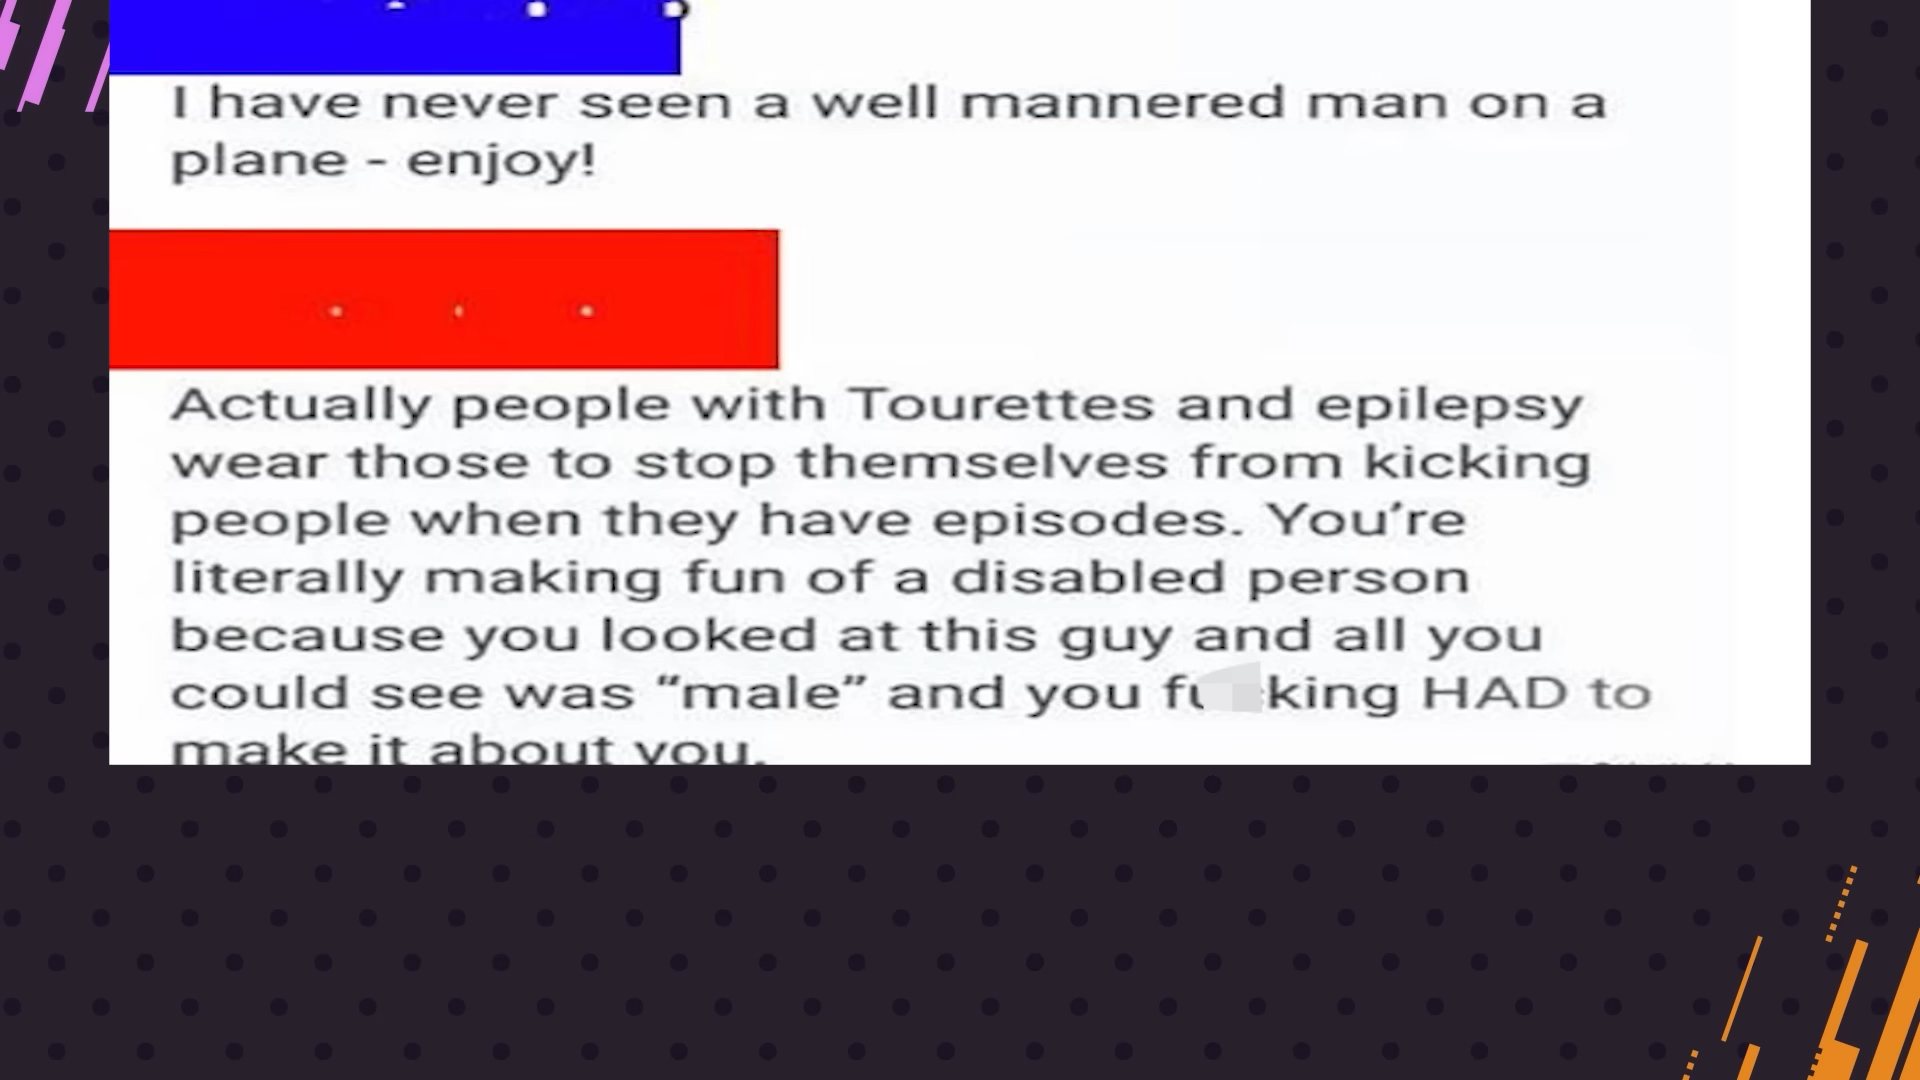 I have never seen a well mannered man on a
plane - enjoy!
Actually people with Tourettes and epilepsy
wear those to stop themselves from kicking
people when they have episodes. You’re
literally making fun of a disabled person
because you looked at this guy and all you
could see was “male” and you fu king HAD to
make it about you.